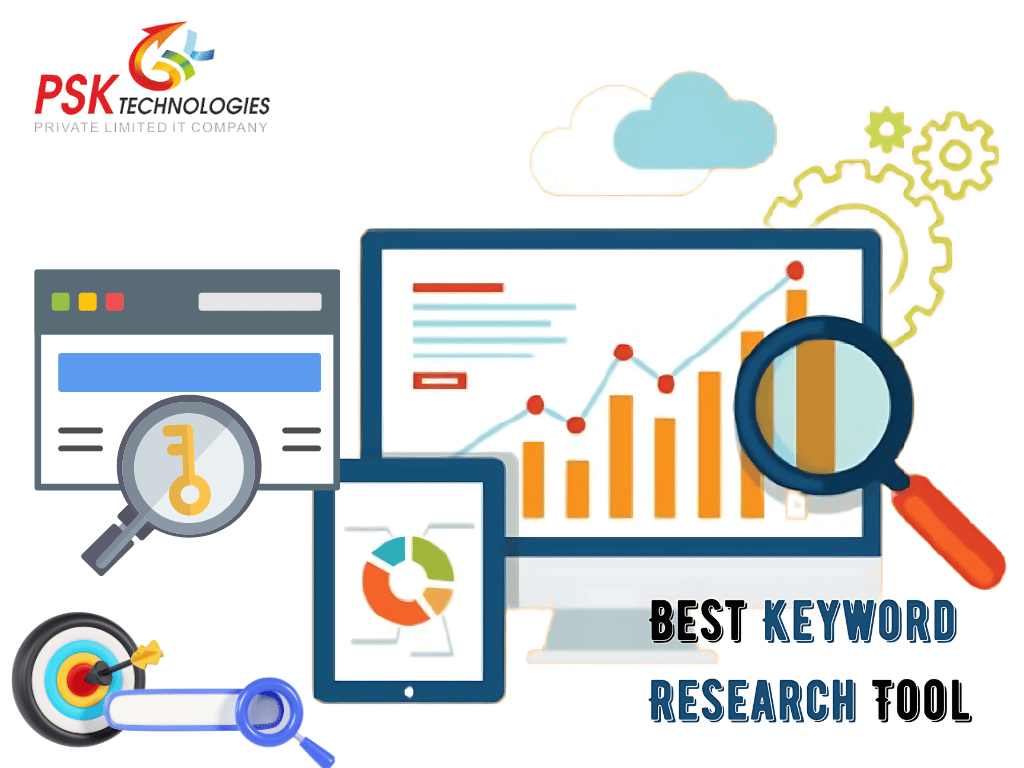 PSK TECHNOLOGIES
PRIVATE LIMITED IT COMPANY
BEST KEYWORD
RESEARCH TOOL